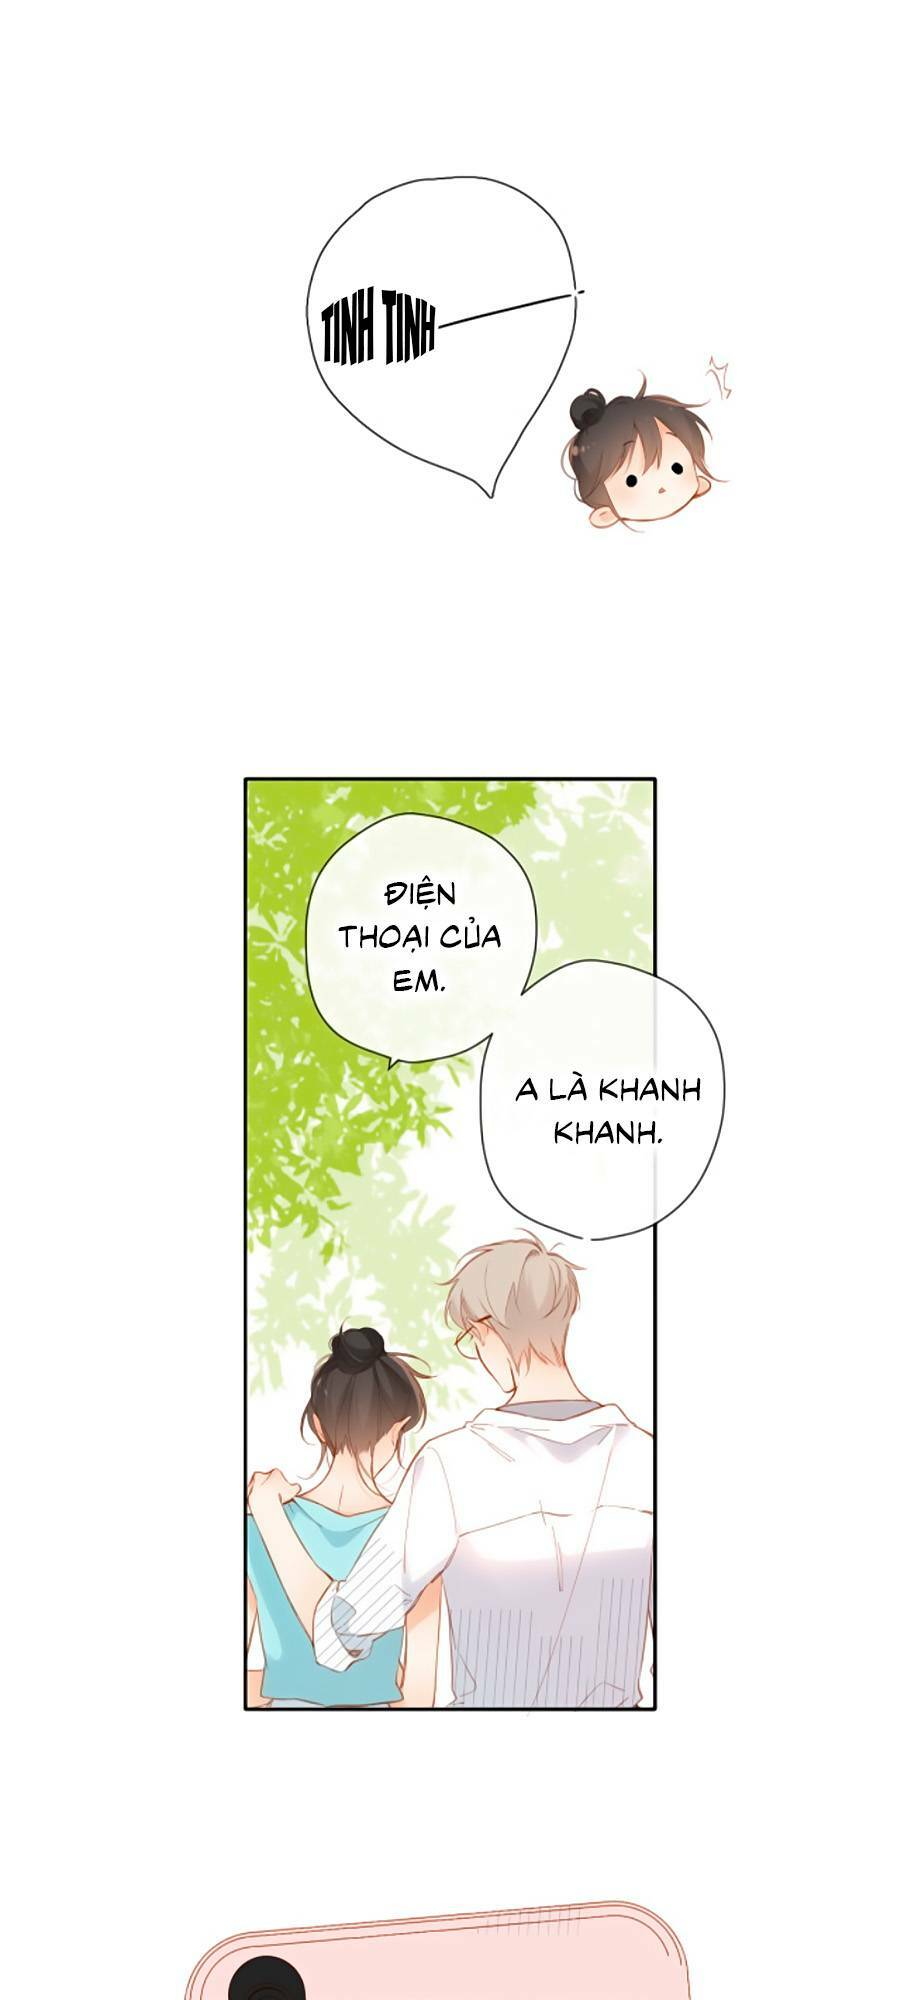 TINH TINH
ĐIỆN
THOẠI CỦA
EM.
A LÀ KHANH
KHANH.